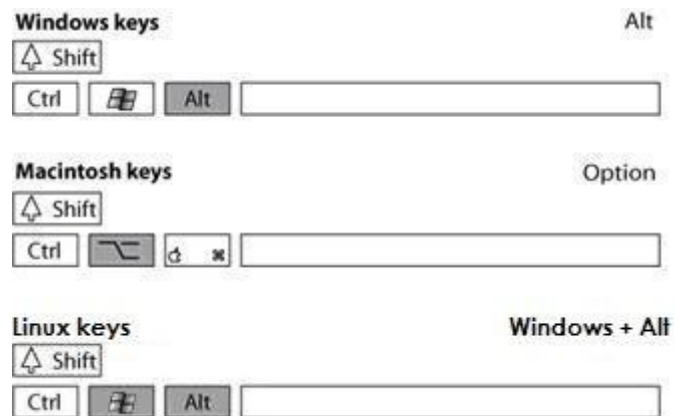 Windows keys Alt
Shift
Ctrl Alt
Macintosh keys Option
Shift
Ctrl ⌘
Linux keys Windows + Alt
Shift
Ctrl Alt